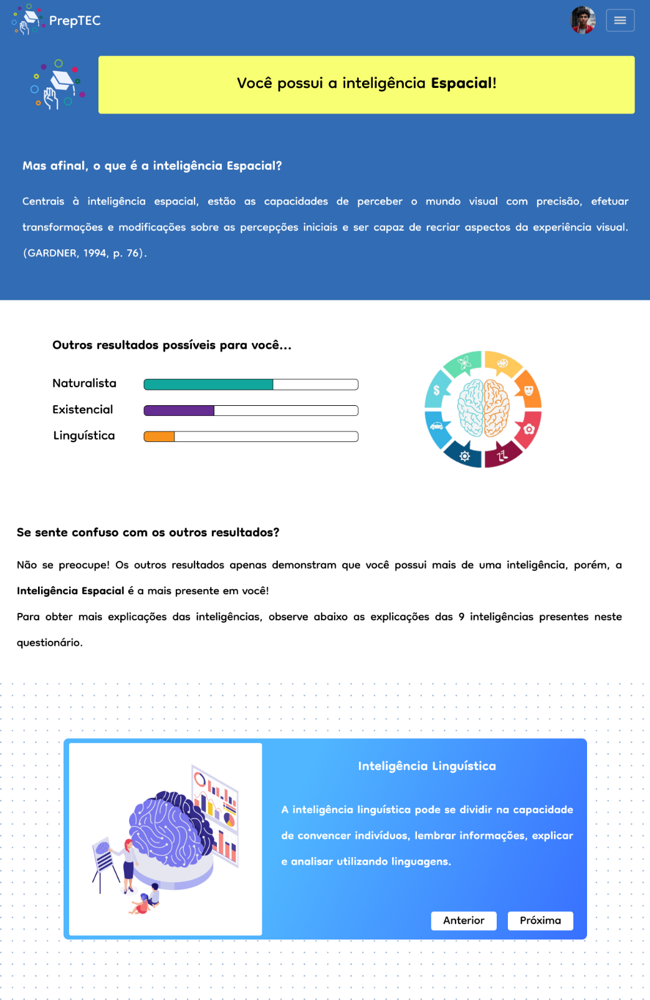 PrepTEC
Você possui a inteligência Espacial!
Mas afinal, o que é a inteligência Espacial?
Centrais à inteligência espacial, estão as capacidades de perceber o mundo visual com precisão, efetuar
transformações e modificações sobre as percepções iniciais e ser capaz de recriar aspectos da experiência visual.
(GARDNER, 1994, p. 76).
Outros resultados possíveis para você...
Naturalista
Existencial
Linguística
$
Se sente confuso com os outros resultados?
Não se preocupe! Os outros resultados apenas demonstram que você possui mais de uma inteligência, porém, a
Inteligência Espacial é a mais presente em você!
Para obter mais explicações das inteligências, observe abaixo as explicações das 9 inteligências presentes neste
questionário.
Inteligência Linguística
A inteligência linguística pode se dividir na capacidade
de convencer indivíduos, lembrar informações, explicar
e analisar utilizando linguagens.
Anterior
Próxima